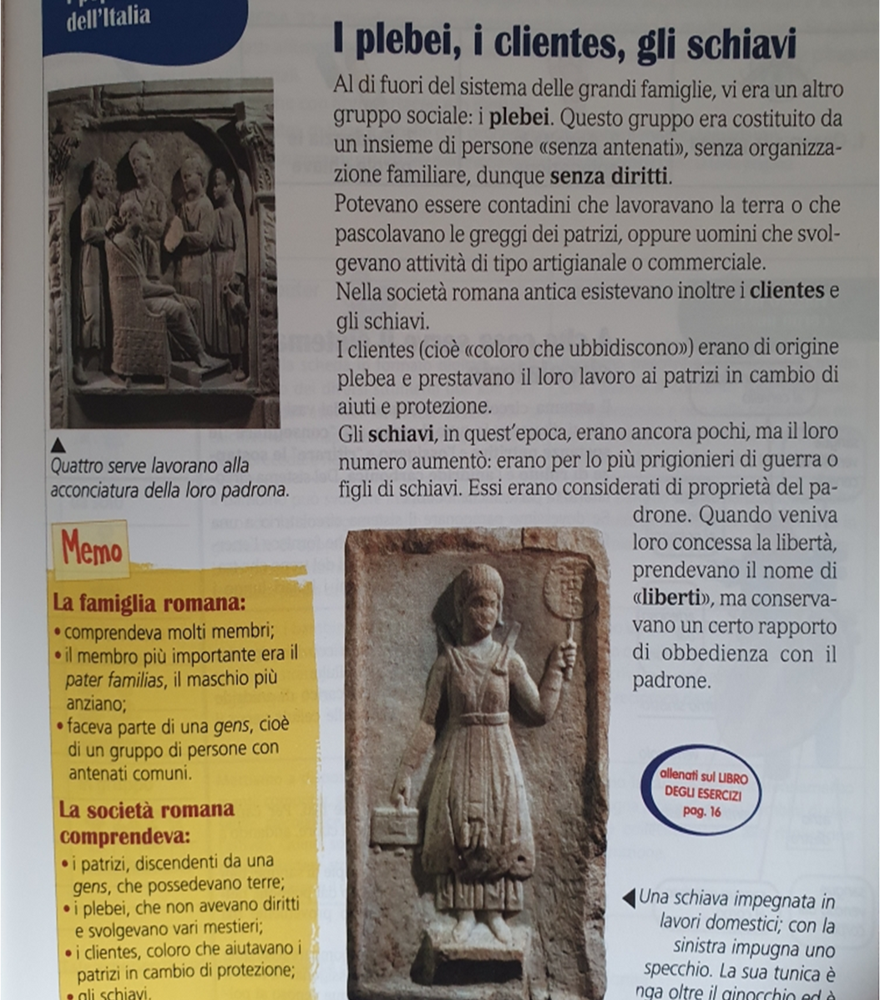 dell'Italia
I plebei, i clientes, gli schiavi
Al di fuori del sistema delle grandi famiglie, vi era un altro
gruppo sociale: i plebei. Questo gruppo era costituito da
un insieme di persone «senza antenati», senza organizza-
zione familiare, dunque senza diritti.
Potevano essere contadini che lavoravano la terra o che
pascolavano le greggi dei patrizi, oppure uomini che svol-
gevano attività di tipo artigianale o commerciale.
Nella società romana antica esistevano inoltre i clientes e
gli schiavi.
I clientes (cioè «coloro che ubbidiscono») erano di origine
plebea e prestavano il loro lavoro ai patrizi in cambio di
aiuti e protezione.
Gli schiavi, in quest'epoca, erano ancora pochi, ma il loro
numero aumentò: erano per lo più prigionieri di guerra o
figli di schiavi. Essi erano considerati di proprietà del pa-
drone. Quando veniva
loro concessa la libertà,
prendevano il nome di
«liberti», ma conserva-
vano un certo rapporto
di obbedienza con il
padrone.
▲
Quattro serve lavorano alla
acconciatura della loro padrona.
Memo
La famiglia romana:
• comprendeva molti membri;
• il membro più importante era il
pater familias, il maschio più
anziano;
• faceva parte di una gens, cioè
di un gruppo di persone con
antenati comuni.
La società romana
comprendeva:
• i patrizi, discendenti da una
gens, che possedevano terre;
• i plebei, che non avevano diritti
e svolgevano vari mestieri;
• i clientes, coloro che aiutavano i
patrizi in cambio di protezione;
• gli schiavi.
allenati sul LIBRO
DEGLI ESERCIZI
pag. 16
◀ Una schiava impegnata in
lavori domestici; con la
sinistra impugna uno
specchio. La sua tunica è
nga oltre il ginocchio ed è